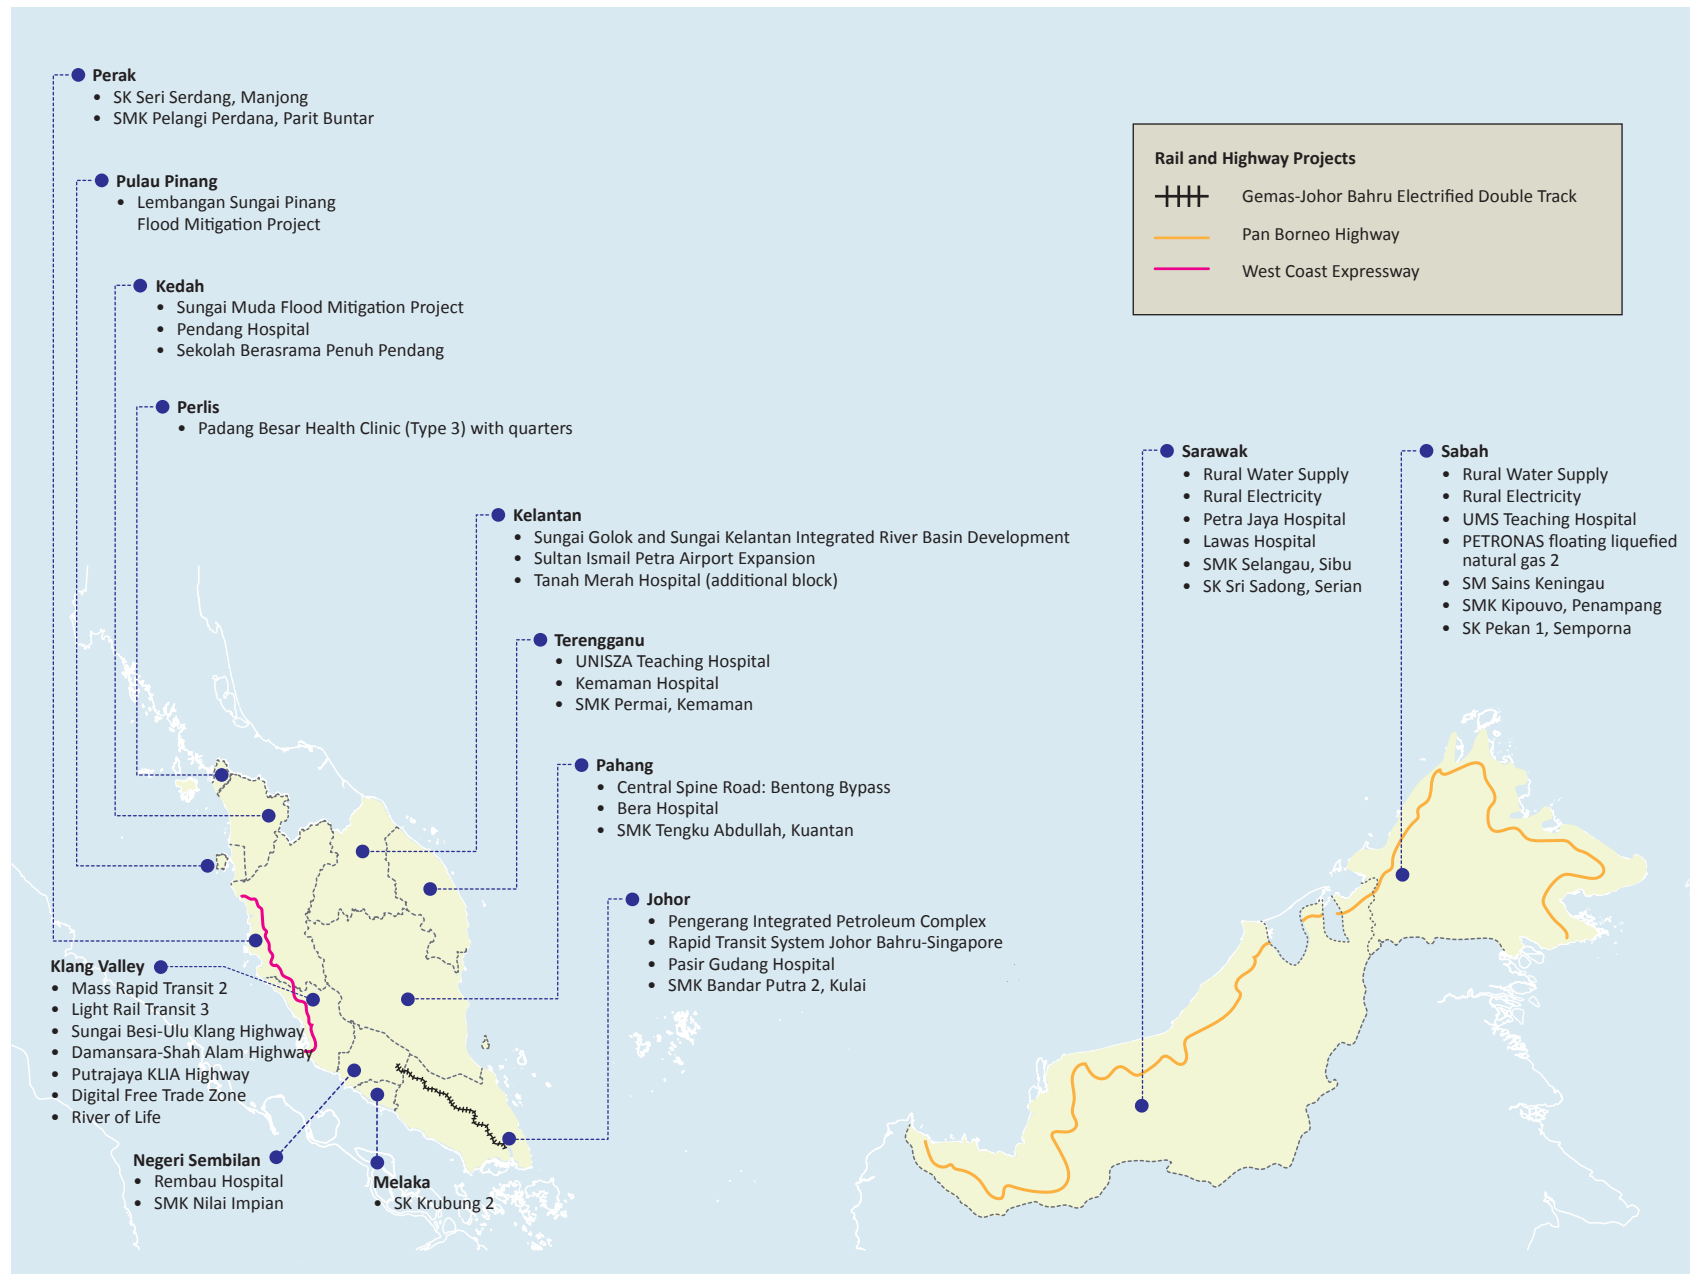 Perak
• SK Seri Serdang, Manjong
• SMK Pelangi Perdana, Parit Buntar
Pulau Pinang
• Lembangan Sungai Pinang
Flood Mitigation Project
Kedah
• Sungai Muda Flood Mitigation Project
• Pendang Hospital
• Sekolah Berasrama Penuh Pendang
Perlis
• Padang Besar Health Clinic (Type 3) with quarters
Kelantan
• Sungai Golok and Sungai Kelantan Integrated River Basin Development
• Sultan Ismail Petra Airport Expansion
• Tanah Merah Hospital (additional block)
Terengganu
• UNISZA Teaching Hospital
• Kemaman Hospital
• SMK Permai, Kemaman
Pahang
• Central Spine Road: Bentong Bypass
• Bera Hospital
• SMK Tengku Abdullah, Kuantan
Johor
• Pengerang Integrated Petroleum Complex
• Rapid Transit System Johor Bahru-Singapore
• Pasir Gudang Hospital
• SMK Bandar Putra 2, Kulai
Klang Valley
• Mass Rapid Transit 2
• Light Rail Transit 3
• Sungai Besi-Ulu Klang Highway
• Damansara-Shah Alam Highway
• Putrajaya KLIA Highway
• Digital Free Trade Zone
• River of Life
Negeri Sembilan
• Rembau Hospital
• SMK Nilai Impian
Melaka
• SK Krubung 2
Rail and Highway Projects
Gemas-Johor Bahru Electrified Double Track
Pan Borneo Highway
West Coast Expressway
Sarawak
• Rural Water Supply
• Rural Electricity
• Petra Jaya Hospital
• Lawas Hospital
• SMK Selangau, Sibu
• SK Sri Sadong, Serian
Sabah
• Rural Water Supply
• Rural Electricity
• UMS Teaching Hospital
• PETRONAS floating liquefied
natural gas 2
• SM Sains Keningau
• SMK Kipouvo, Penampang
• SK Pekan 1, Semporna